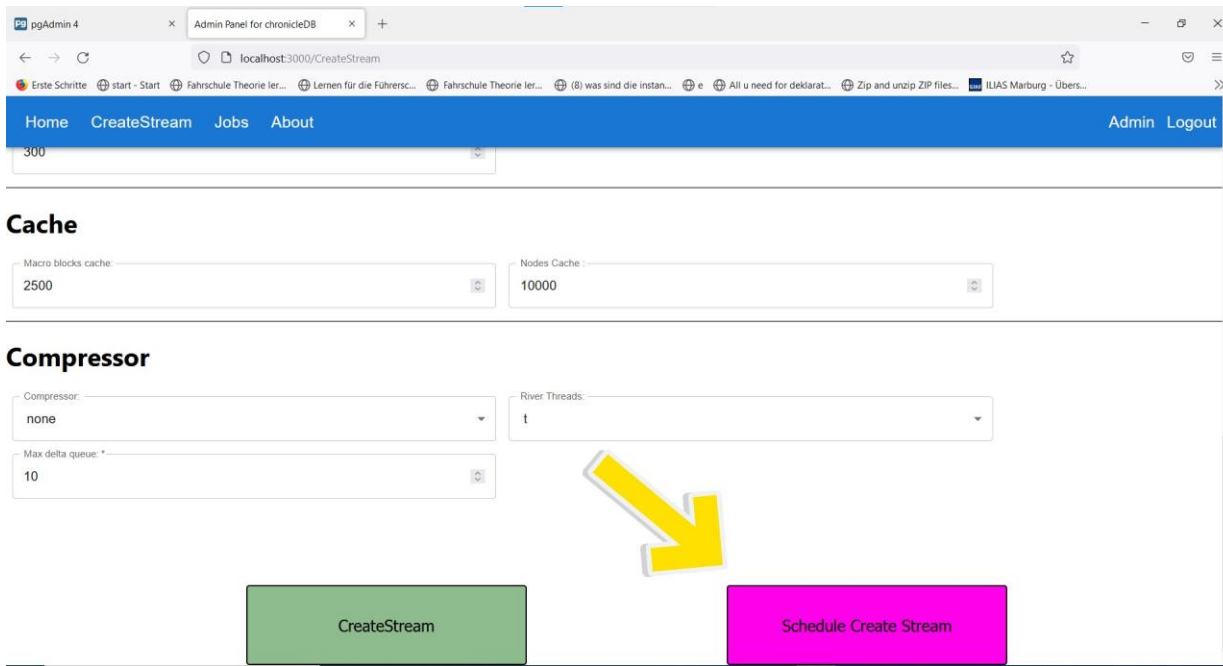 pgAdmin 4
Admin Panel for chronicleDB
localhost:3000/CreateStream
Erste Schritte start - Start Fahrschule Theorie ler... Lernen für die Führersc... Fahrschule Theorie ler... (8) was sind die instan... e All u need for deklarat... Zip and unzip ZIP files... ILIAS Marburg - Übers...
Home CreateStream Jobs About Admin Logout
300
Cache
Macro blocks cache: Nodes Cache :
2500 10000
Compressor
Compressor: River Threads:
none t
Max delta queue: *
10
CreateStream Schedule Create Stream